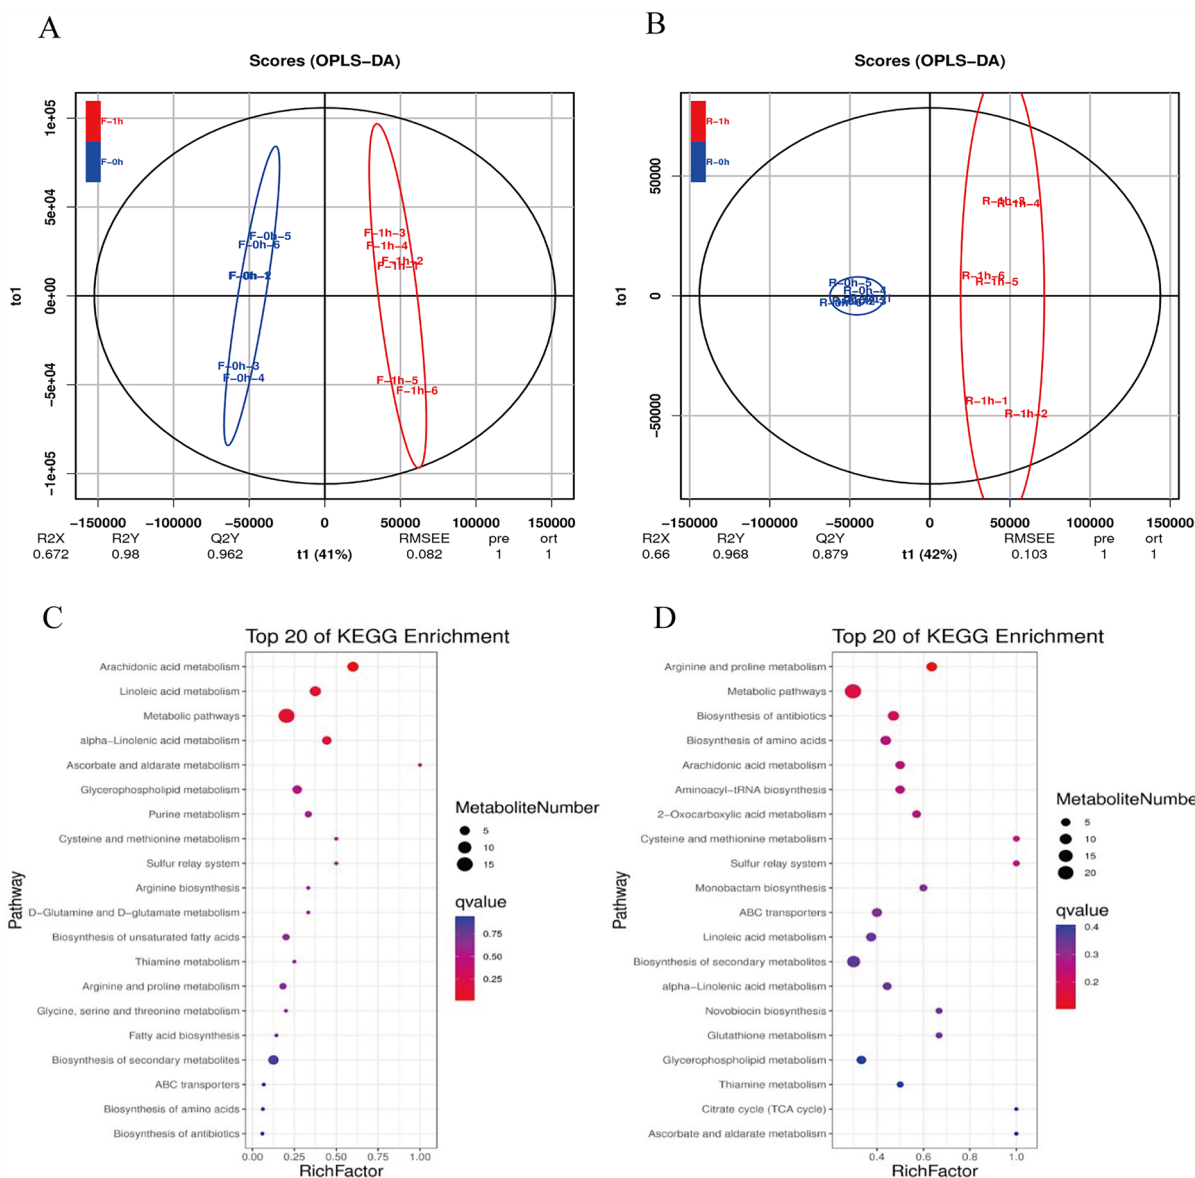 A
Scores (OPLS−DA)
F−1h
F−0h
to1
1e+05
5e+04
0e+00
−5e+04
−1e+05
F−0h−5
F−0h−6
F−0h−2
F−0h−3
F−0h−4
F−1h−3
F−1h−4
F−1h−2
F−1h−1
F−1h−5
F−1h−6
−150000 −100000 −50000 0 50000 100000 150000
R2X R2Y Q2Y RMSEE pre ort
0.672 0.98 0.962 t1 (41%) 0.082 1 1
B
Scores (OPLS−DA)
R−1h
R−0h
to1
50000
0
−50000
R−1h−4
R−1h−6
R−1h−5
R−1h−1
R−1h−2
R−0h−5
R−0h−4
−150000 −100000 −50000 0 50000 100000 150000
R2X R2Y Q2Y RMSEE pre ort
0.66 0.968 0.879 t1 (42%) 0.103 1 1
C
Top 20 of KEGG Enrichment
Pathway
Arachidonic acid metabolism
Linoleic acid metabolism
Metabolic pathways
alpha−Linolenic acid metabolism
Ascorbate and aldarate metabolism
Glycerophospholipid metabolism
Purine metabolism
Cysteine and methionine metabolism
Sulfur relay system
Arginine biosynthesis
D−Glutamine and D−glutamate metabolism
Biosynthesis of unsaturated fatty acids
Thiamine metabolism
Arginine and proline metabolism
Glycine, serine and threonine metabolism
Fatty acid biosynthesis
Biosynthesis of secondary metabolites
ABC transporters
Biosynthesis of amino acids
Biosynthesis of antibiotics
0.00 0.25 0.50 0.75 1.00
RichFactor
MetaboliteNumber
5
10
15
qvalue
0.75
0.50
0.25
D
Top 20 of KEGG Enrichment
Pathway
Arginine and proline metabolism
Metabolic pathways
Biosynthesis of antibiotics
Biosynthesis of amino acids
Arachidonic acid metabolism
Aminoacyl−tRNA biosynthesis
2−Oxocarboxylic acid metabolism
Cysteine and methionine metabolism
Sulfur relay system
Monobactam biosynthesis
ABC transporters
Linoleic acid metabolism
Biosynthesis of secondary metabolites
alpha−Linolenic acid metabolism
Novobiocin biosynthesis
Glutathione metabolism
Glycerophospholipid metabolism
Thiamine metabolism
Citrate cycle (TCA cycle)
Ascorbate and aldarate metabolism
0.4 0.6 0.8 1.0
RichFactor
MetaboliteNumbe
5
10
15
20
qvalue
0.4
0.3
0.2